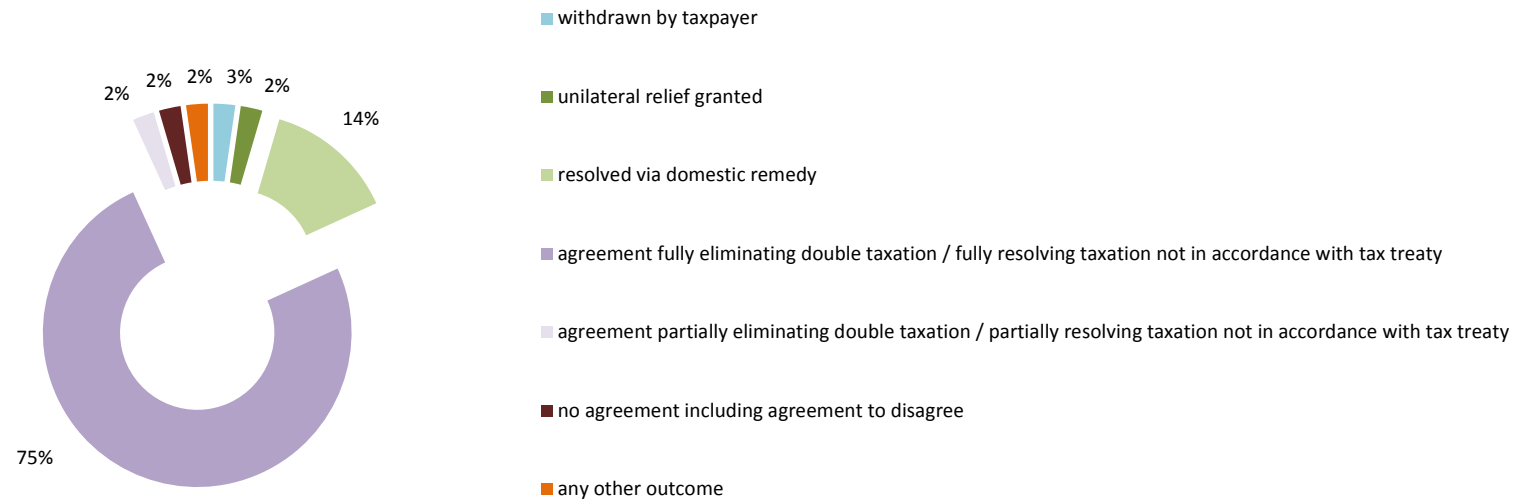 2%
2%
2%
3%
2%
14%
75%
withdrawn by taxpayer
unilateral relief granted
resolved via domestic remedy
agreement fully eliminating double taxation / fully resolving taxation not in accordance with tax treaty
agreement partially eliminating double taxation / partially resolving taxation not in accordance with tax treaty
no agreement including agreement to disagree
any other outcome